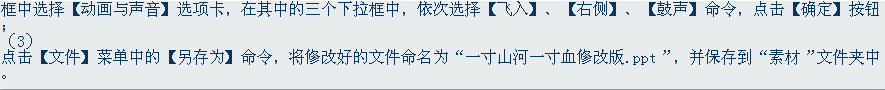 框中选择【动画与声音】选项卡，在其中的三个下拉框中，依次选择【飞入】、【右侧】、【鼓声】命令，点击【确定】按钮
；
（3）
点击【文件】菜单中的【另存为】命令，将修改好的文件命名为“一寸山河一寸血修改版.ppt ”，并保存到“素材 ”文件夹中
。